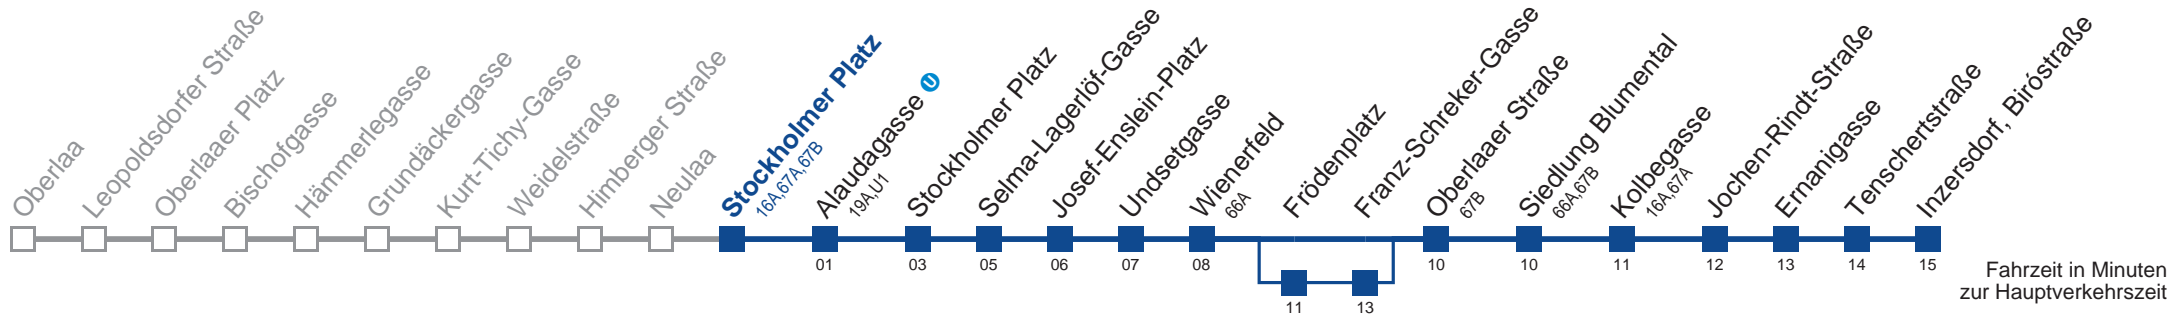 Oberlaa
Leopoldsdorfer Straße
Oberlaaer Platz
Bischofgasse
Hämmerlegasse
Grundäckergasse
Kurt-Tichy-Gasse
Weidelstraße
Himberger Straße
Neulaa
Stockholmer Platz
16A,67A,67B
Alaudagasse U
19A,U1
01
Stockholmer Platz
03
Selma-Lagerlöf-Gasse
05
Josef-Enslein-Platz
06
Undsetgasse
07
Wienerfeld
66A
08
Frödenplatz
11
Franz-Schreker-Gasse
13
Oberlaaer Straße
67B
10
Siedlung Blumental
66A,67B
10
Kolbegasse
16A,67A
11
Jochen-Rindt-Straße
12
Ernanigasse
13
Tenschertstraße
14
Inzersdorf, Biróstraße
15
Fahrzeit in Minuten
zur Hauptverkehrszeit